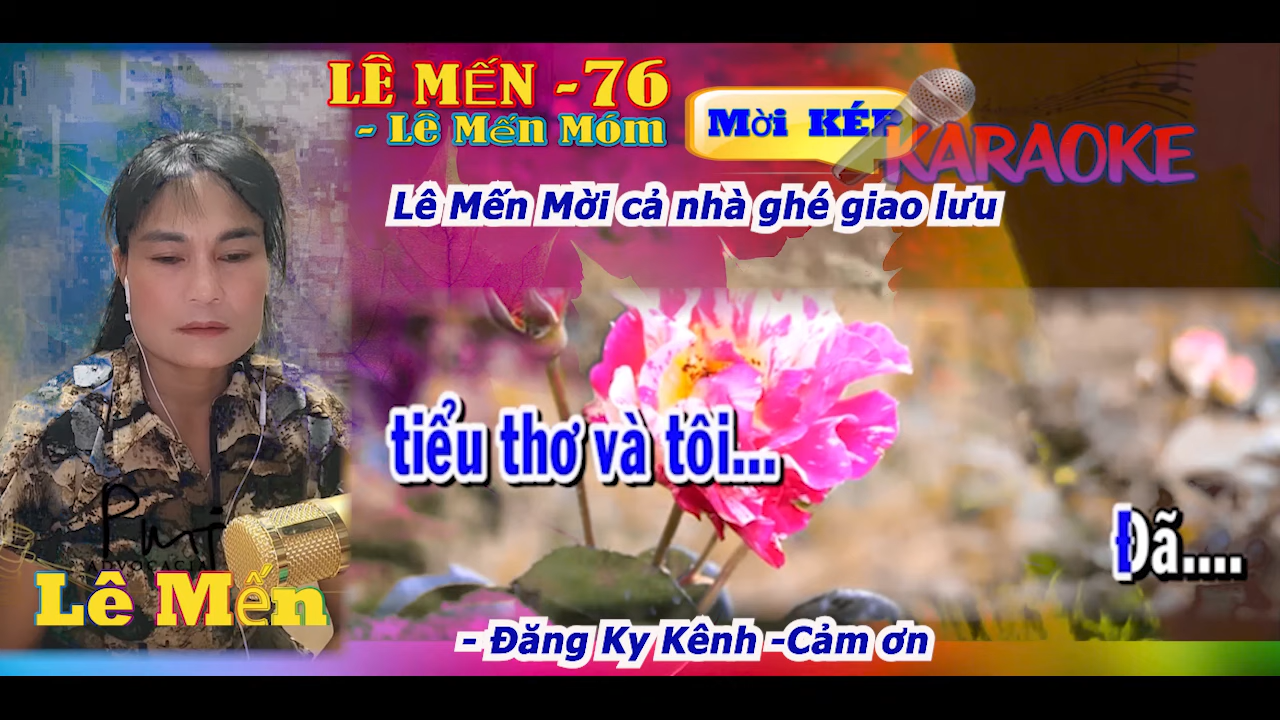 LÊ MẾN -76
- Lê Mến Móm
Mời KÉP
KARAOKE
Lê Mến Mời cả nhà ghé giao lưu
tiểu thơ và tôi...
Đã....
ADVOCACIA
Lê Mến
- Đăng Ky Kênh -Cảm ơn